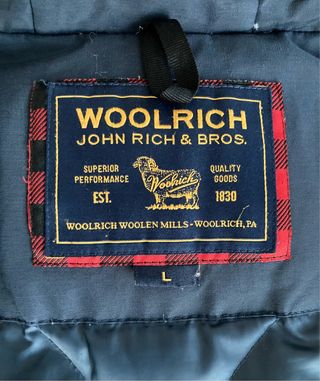 WOOLRICH
JOHN RICH & BROS.
SUPERIOR PERFORMANCE
QUALITY GOODS
Woolrich
EST. 1830
WOOLRICH WOOLEN MILLS-WOOLRICH, PA
L